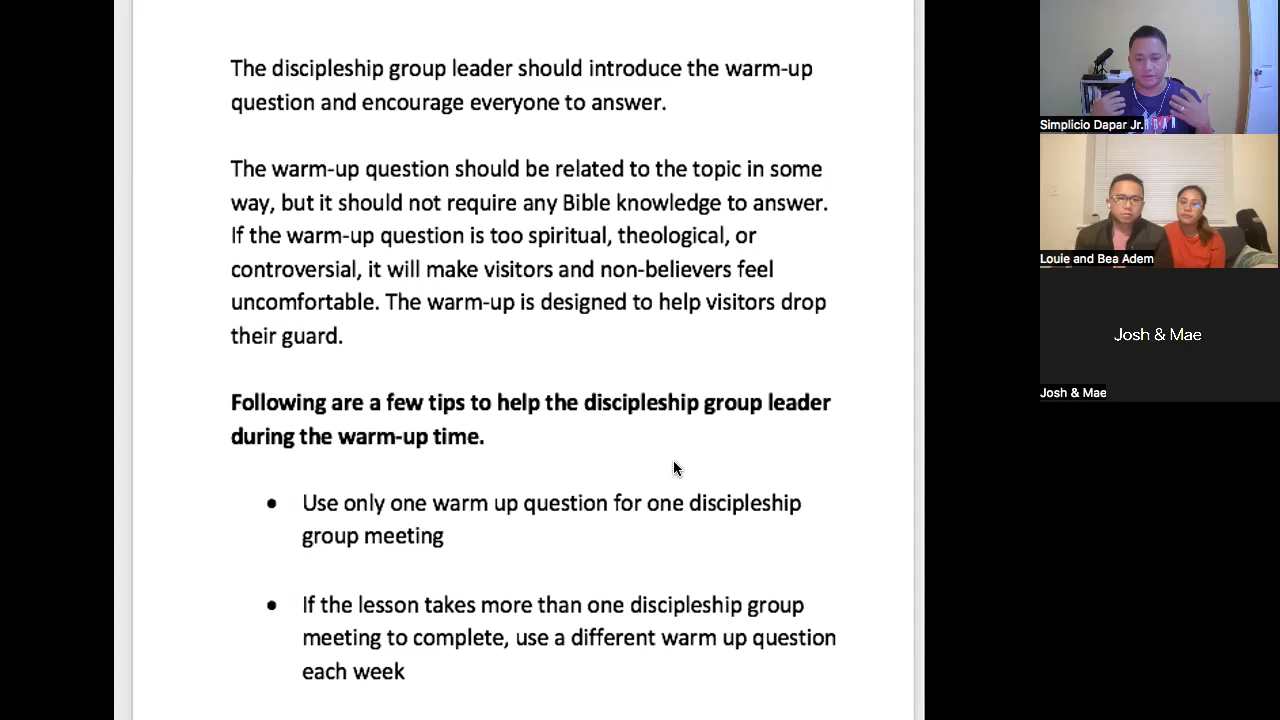 The discipleship group leader should introduce the warm-up
question and encourage everyone to answer.
The warm-up question should be related to the topic in some
way, but it should not require any Bible knowledge to answer.
If the warm-up question is too spiritual, theological, or
controversial, it will make visitors and non-believers feel
uncomfortable. The warm-up is designed to help visitors drop
their guard.
Following are a few tips to help the discipleship group leader
during the warm-up time.
• Use only one warm up question for one discipleship
group meeting
• If the lesson takes more than one discipleship group
meeting to complete, use a different warm up question
each week
Simplicio Dapar Jr.
Louie and Bea Adem
Josh & Mae
Josh & Mae